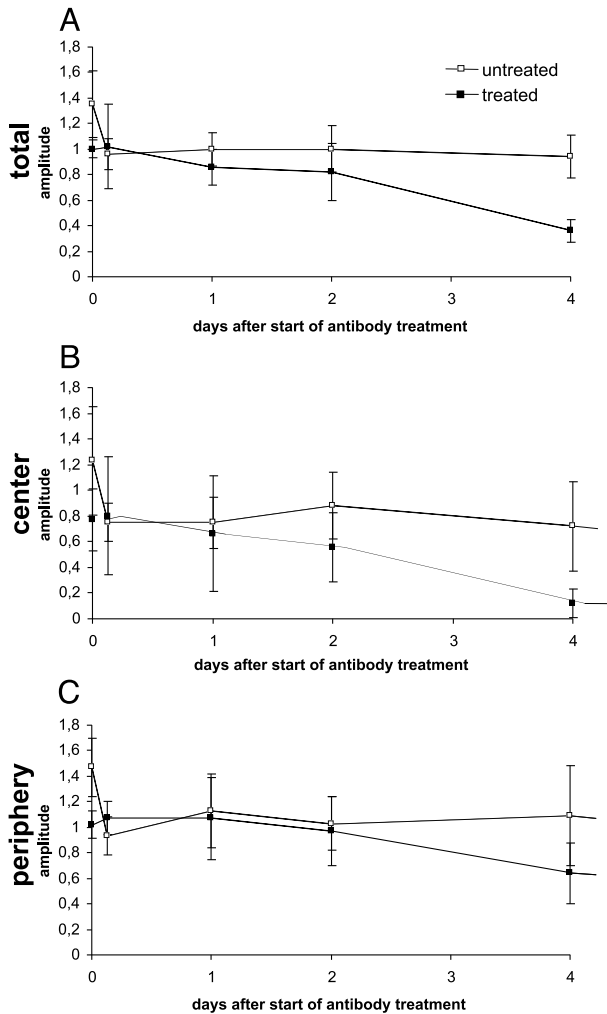 A
1,8
1,6
1,4
1,2
1
0,8
0,6
0,4
0,2
0
total
amplitude
untreated
treated
0 1 2 3 4
days after start of antibody treatment
B
1,8
1,6
1,4
1,2
1
0,8
0,6
0,4
0,2
0
center
amplitude
0 1 2 3 4
days after start of antibody treatment
C
1,8
1,6
1,4
1,2
1
0,8
0,6
0,4
0,2
0
periphery
amplitude
0 1 2 3 4
days after start of antibody treatment